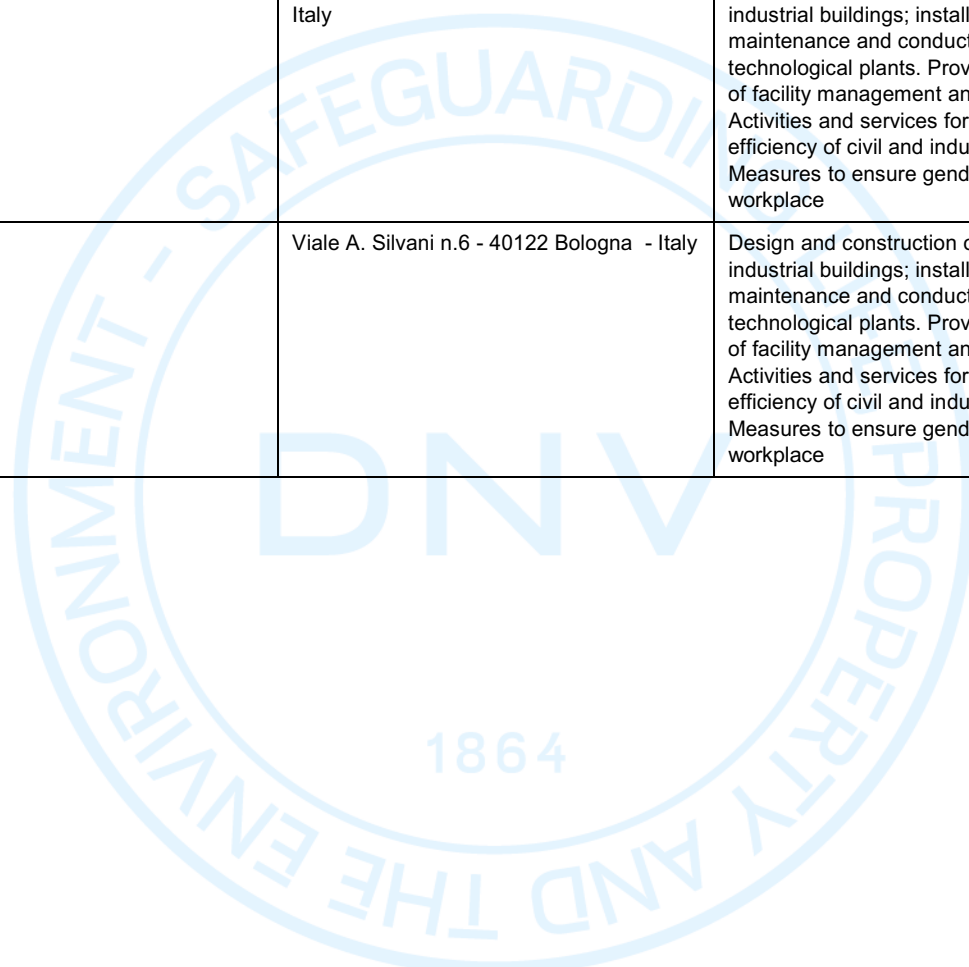 Italy
industrial buildings; install
maintenance and conduct
technological plants. Prov
of facility management an
Activities and services for
efficiency of civil and indu
Measures to ensure gend
workplace
Viale A. Silvani n.6 - 40122 Bologna - Italy
Design and construction o
industrial buildings; install
maintenance and conduct
technological plants. Prov
of facility management an
Activities and services for
efficiency of civil and indu
Measures to ensure gend
workplace
SAFEGUARDING LIFE, PROPERTY AND THE ENVIRONMENT -
DNV
1864